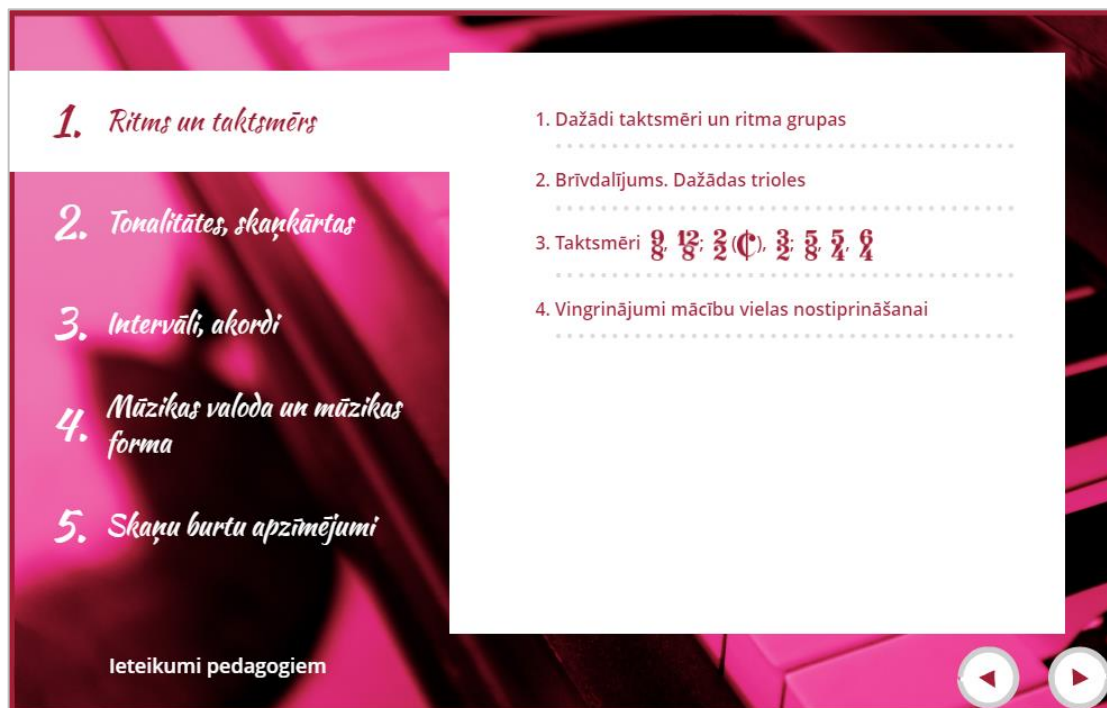 1. Ritms un taktsmērs
2. Tonalitātes, skaņkārtas
3. Intervāli, akordi
4. Mūzikas valoda un mūzikas
forma
5. Skaņu burtu apzīmējumi
Ieteikumi pedagogiem
1. Dažādi taktsmēri un ritma grupas
2. Brīvdalījums. Dažādas trioles
3. Taktsmēri 9/8, 12/8; 2/2 (¢), 3/2; 5/8, 5/4, 6/4
4. Vingrinājumi mācību vielas nostiprināšanai